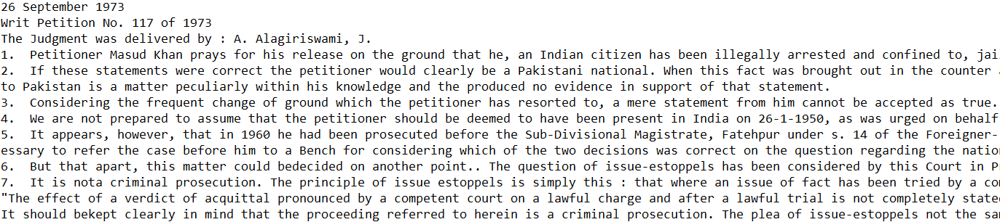 26 September 1973
Writ Petition No. 117 of 1973
The Judgment was delivered by : A. Alagiriswami, J.
1.  Petitioner Masud Khan prays for his release on the ground that he, an Indian citizen has been illegally arrested and confined to, jai
2.  If these statements were correct the petitioner would clearly be a Pakistani national. When this fact was brought out in the counter
to Pakistan is a matter peculiarly within his knowledge and the produced no evidence in support of that statement.
3.  Considering the frequent change of ground which the petitioner has resorted to, a mere statement from him cannot be accepted as true.
4.  We are not prepared to assume that the petitioner should be deemed to have been present in India on 26-1-1950, as was urged on behalf
5.  It appears, however, that in 1960 he had been prosecuted before the Sub-Divisional Magistrate, Fatehpur under s. 14 of the Foreigner-
essary to refer the case before him to a Bench for considering which of the two decisions was correct on the question regarding the natio
6.  But that apart, this matter could bedecided on another point.. The question of issue-estoppels has been considered by this Court in P
7.  It is nota criminal prosecution. The principle of issue estoppels is simply this : that where an issue of fact has been tried by a co
"The effect of a verdict of acquittal pronounced by a competent court on a lawful charge and after a lawful trial is not completely state
It should bekept clearly in mind that the proceeding referred to herein is a criminal prosecution. The plea of issue-estoppels not the sa